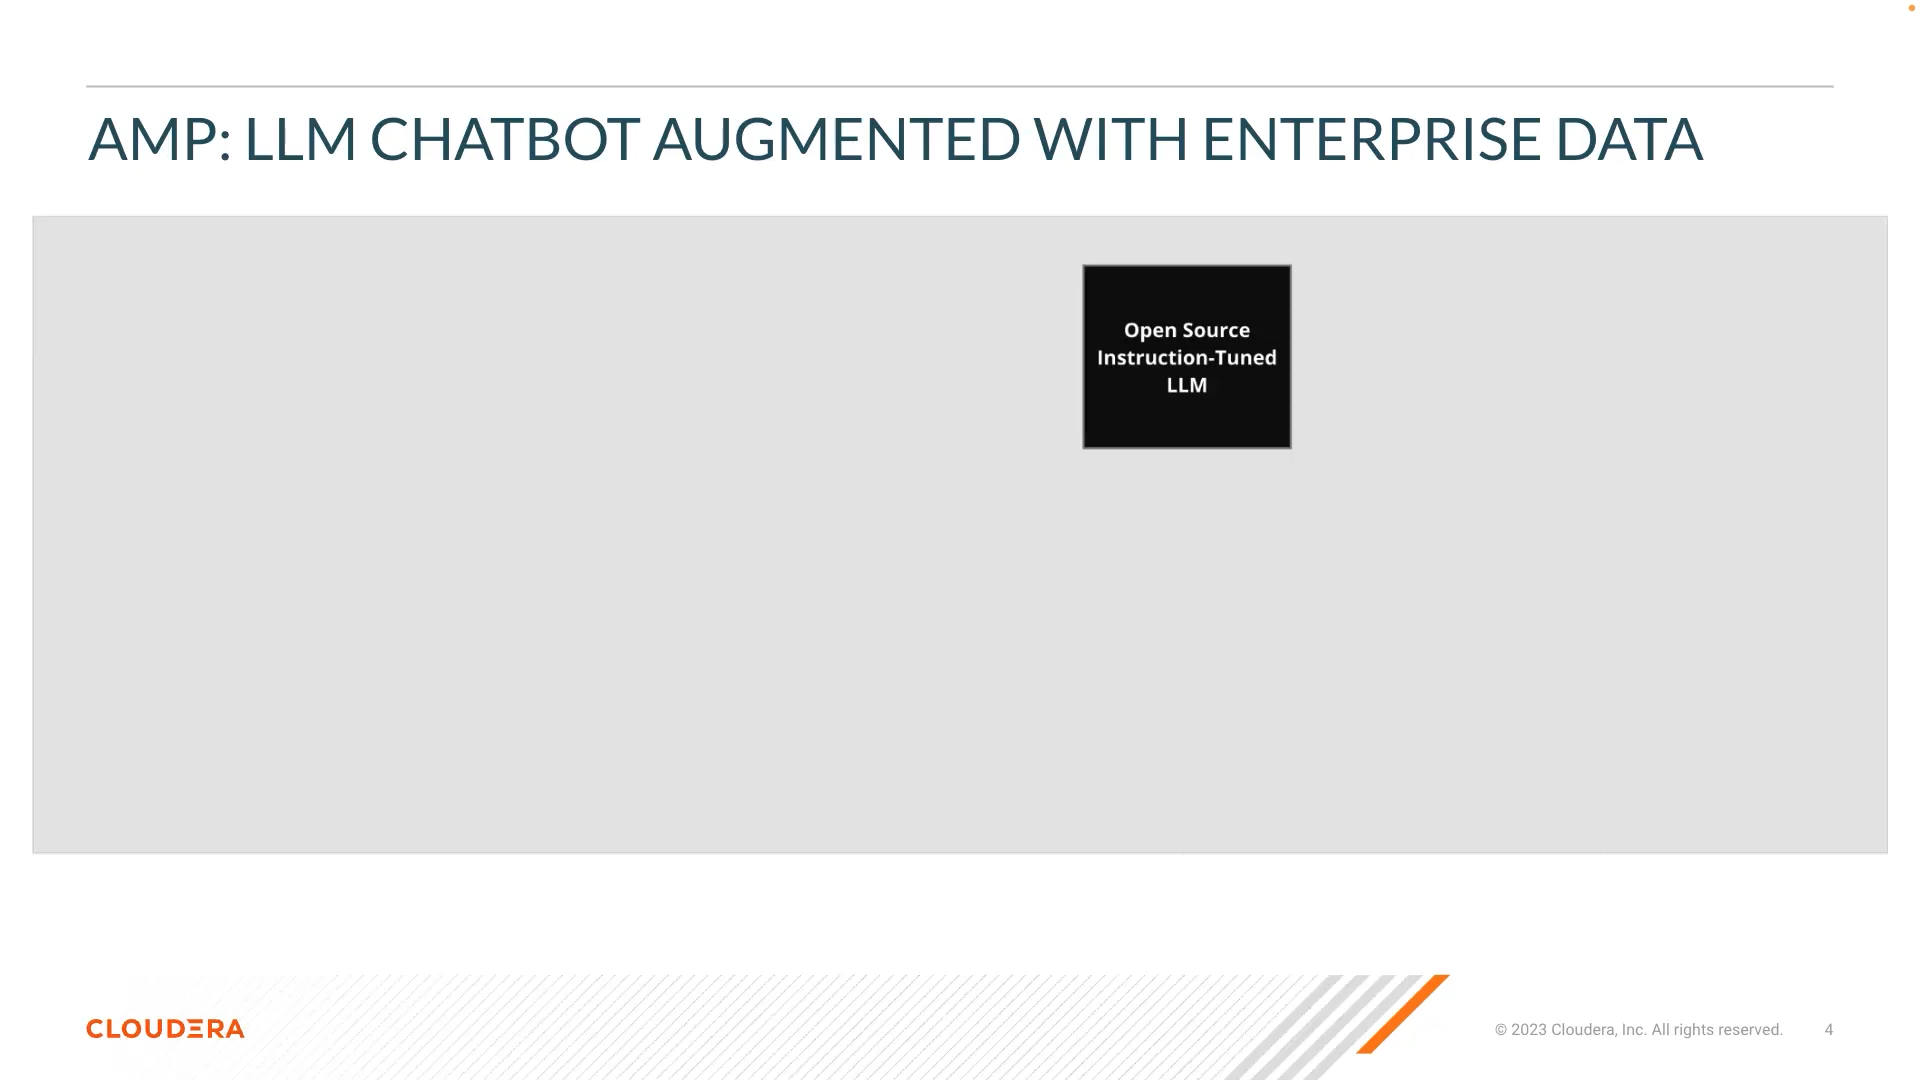 AMP: LLM CHATBOT AUGMENTED WITH ENTERPRISE DATA
Open Source
Instruction-Tuned
LLM
CLOUDERA
© 2023 Cloudera, Inc. All rights reserved.
4